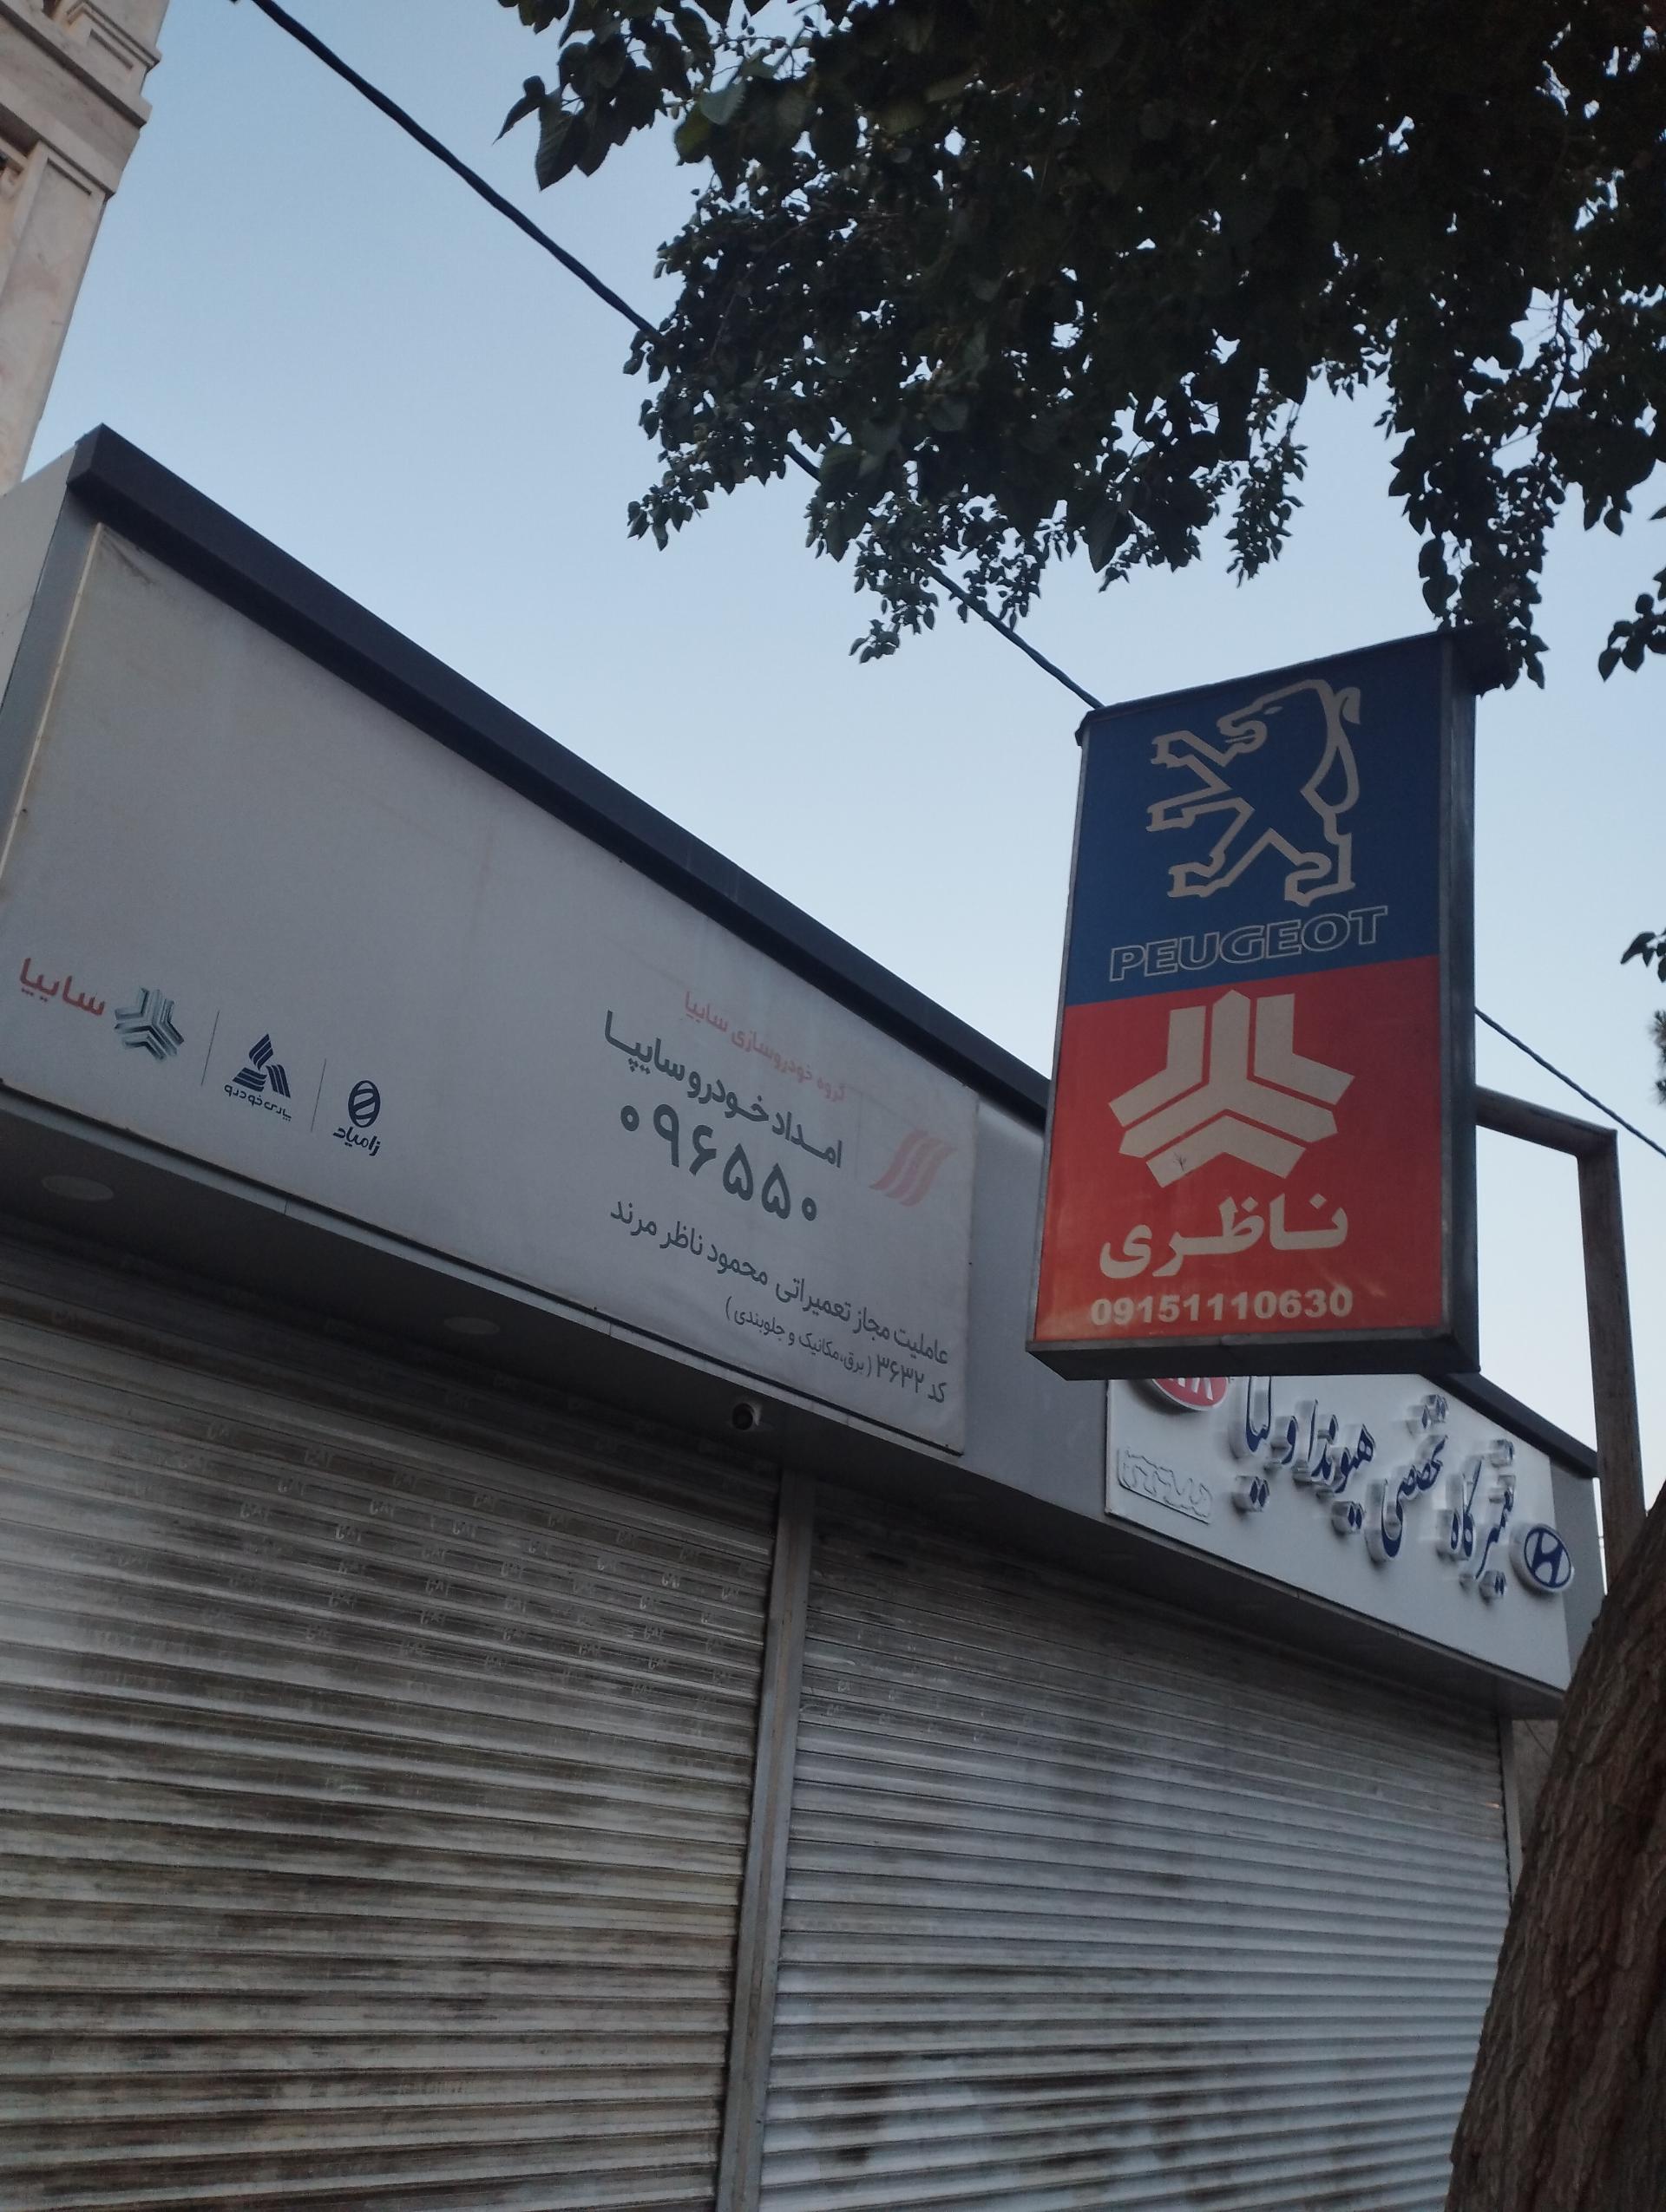 PEUGEOT
ناظری
09151110630
گروه خودروسازی سایپا
امداد خودرو سایپا
۰۹۶۵۵۰
عاملیت مجاز تعمیراتی محمود ناظر مرند
کد ۳۶۳۲ ( برق،مکانیک و جلوبندی )
سایپا
پارس خودرو
زامیاد
تعمیرگاه تخصصی هیوندا و کیا